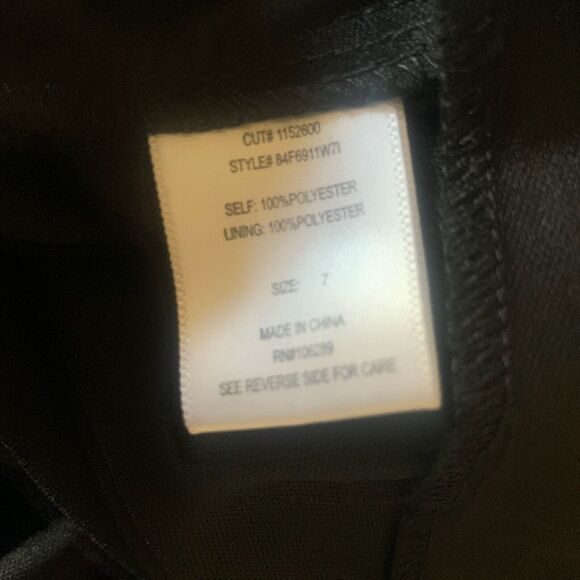 CUT# 1152600
STYLE# 84F6911W7I
SELF: 100%POLYESTER
LINING: 100%POLYESTER
SIZE: 7
MADE IN CHINA
RN#106289
SEE REVERSE SIDE FOR CARE